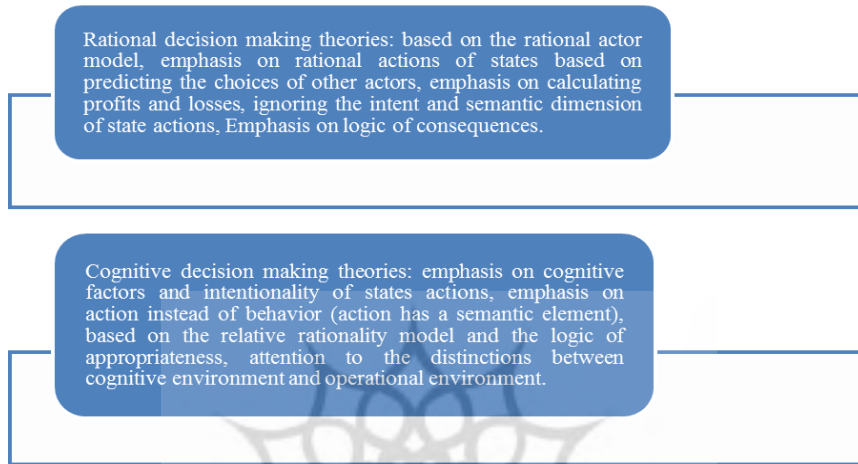 Rational decision making theories: based on the rational actor
model, emphasis on rational actions of states based on
predicting the choices of other actors, emphasis on calculating
profits and losses, ignoring the intent and semantic dimension
of state actions, Emphasis on logic of consequences.
Cognitive decision making theories: emphasis on cognitive
factors and intentionality of states actions, emphasis on
action instead of behavior (action has a semantic element),
based on the relative rationality model and the logic of
appropriateness, attention to the distinctions between
cognitive environment and operational environment.